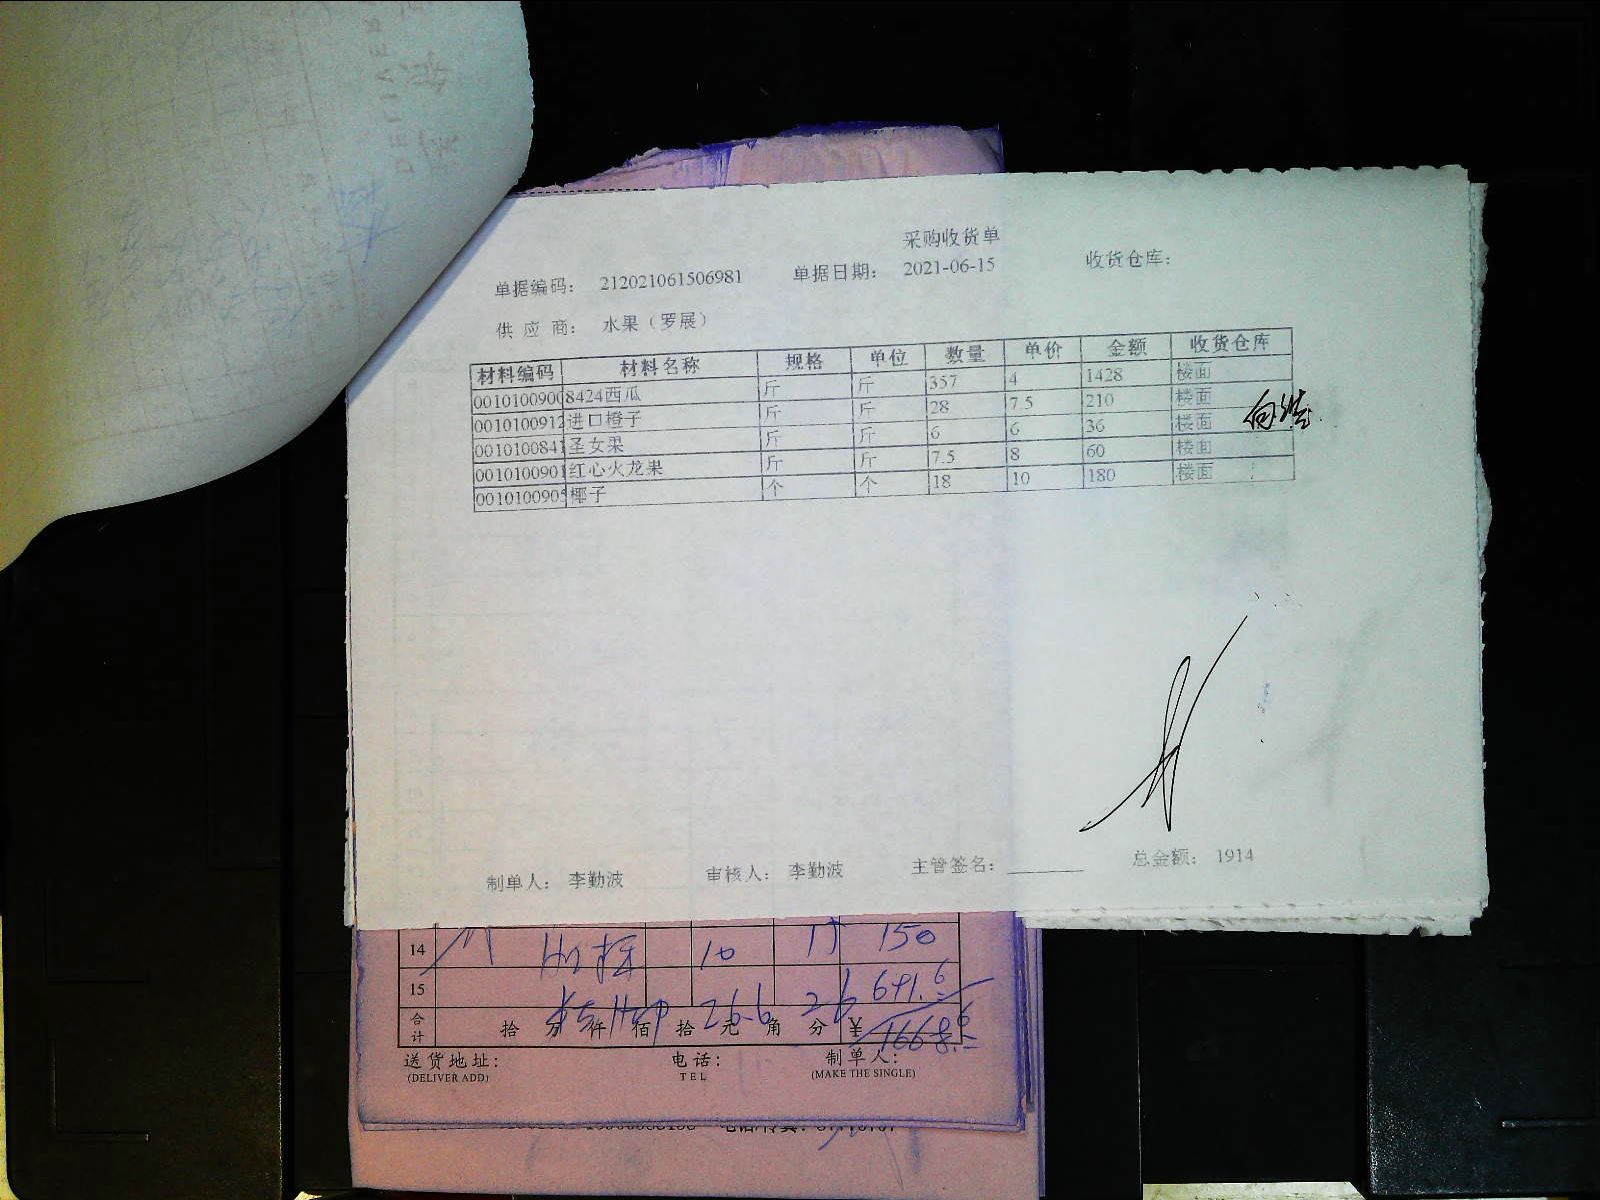 采购收货单
单据编码： 212021061506981 单据日期： 2021-06-15 收货仓库：
供 应 商： 水果（罗展）
材料编码 材料名称 规格 单位 数量 单价 金额 收货仓库
0010100900 8424西瓜 斤 斤 357 4 1428 楼面
0010100912 进口橙子 斤 斤 28 7.5 210 楼面
0010100841 圣女果 斤 斤 6 6 36 楼面
0010100901 红心火龙果 斤 斤 7.5 8 60 楼面
0010100905 椰子 个 个 18 10 180 楼面
制单人： 李勤波 审核人： 李勤波 主管签名： 总金额： 1914
14 10 15 150
15 26.6 26 691.6
合计 拾 万 仟 佰 拾 元 角 分 ¥ 1668.6
送货地址： 电话： 制单人：
(DELIVER ADD) TEL (MAKE THE SINGLE)